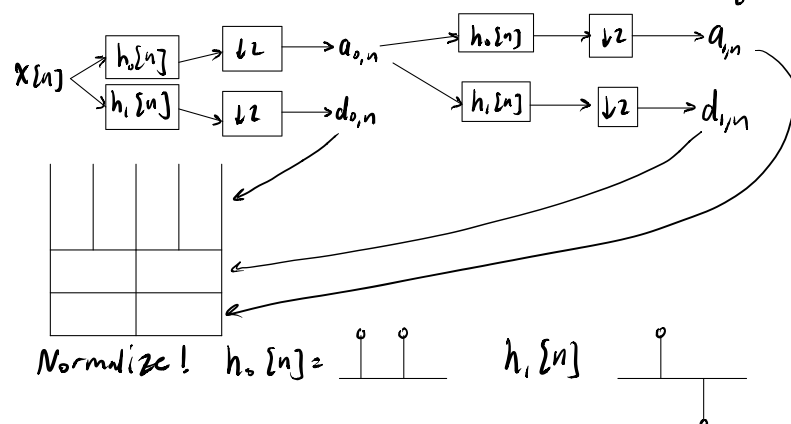 h₀[n] ↓2 a₀,n h₀[n] ↓2 a₁,n
x[n]
h₁[n] ↓2 d₀,n h₁[n] ↓2 d₁,n
Normalize! h₀[n] = h₁[n]